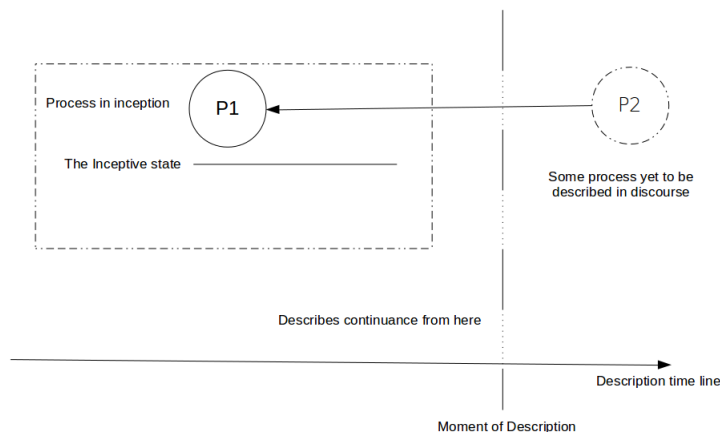 Process in inception
P1
P2
The Inceptive state
Some process yet to be
described in discourse
Describes continuance from here
Description time line
Moment of Description